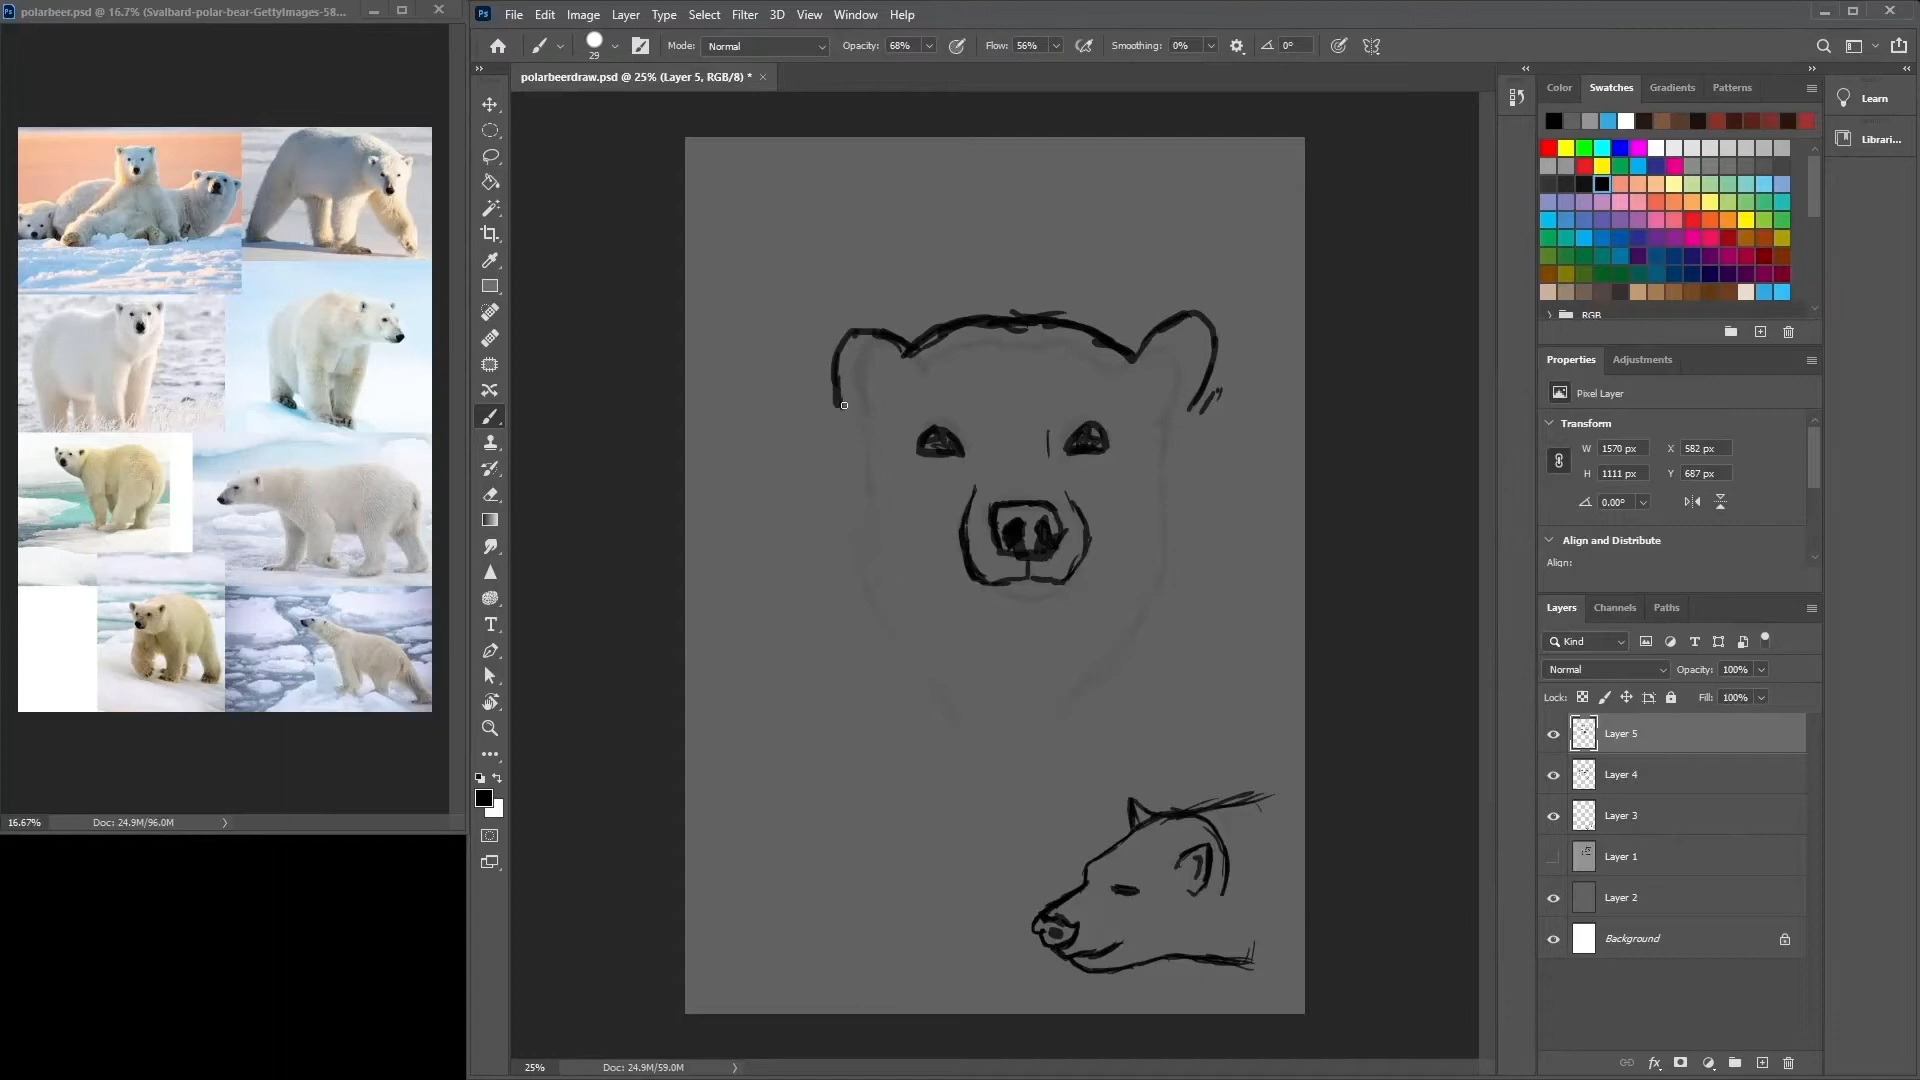 polarbeer.psd @ 16.7% (Svalbard-polar-bear-GettyImages-58...
16.67%
Doc: 24.9M/96.0M
Ps
File Edit Image Layer Type Select Filter 3D View Window Help
29
Mode: Normal
Opacity: 68%
Flow: 56%
Smoothing: 0%
0°
polarbeerdraw.psd @ 25% (Layer 5, RGB/8) *
25%
Doc: 24.9M/59.0M
Color Swatches Gradients Patterns
RGB
Learn
Librari...
Properties Adjustments
Pixel Layer
Transform
W 1570 px X 582 px
H 1111 px Y 687 px
0.00°
Align and Distribute
Align:
Layers Channels Paths
Kind
Normal Opacity: 100%
Lock: Fill: 100%
Layer 5
Layer 4
Layer 3
Layer 1
Layer 2
Background
fx